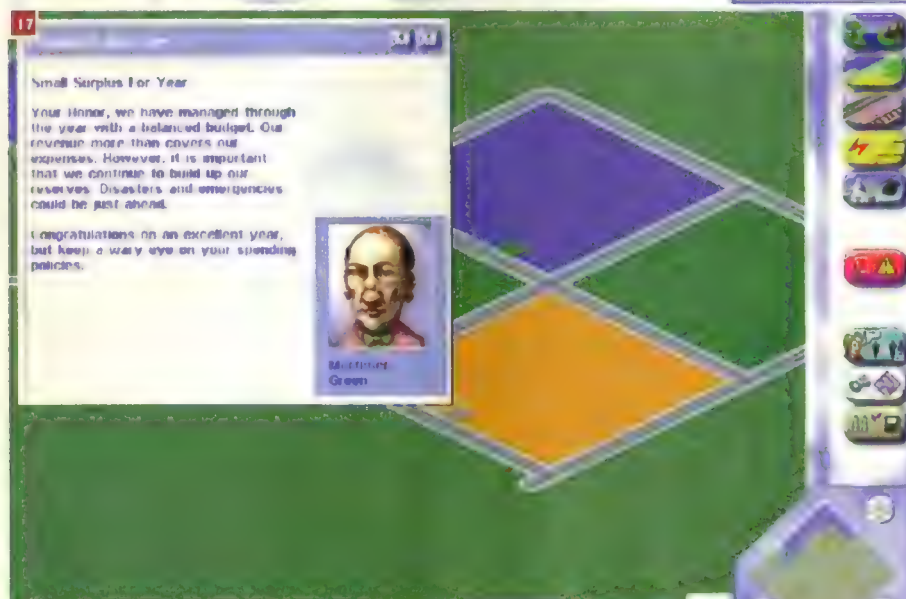 17
Small Surplus For Year
Your Honor, we have managed through
the year with a balanced budget. Our
revenue more than covers our
expenses. However, it is important
that we continue to build up our
reserves. Disasters and emergencies
could be just ahead.
Congratulations on an excellent year,
but keep a wary eye on your spending
policies.
Mortimer
Green